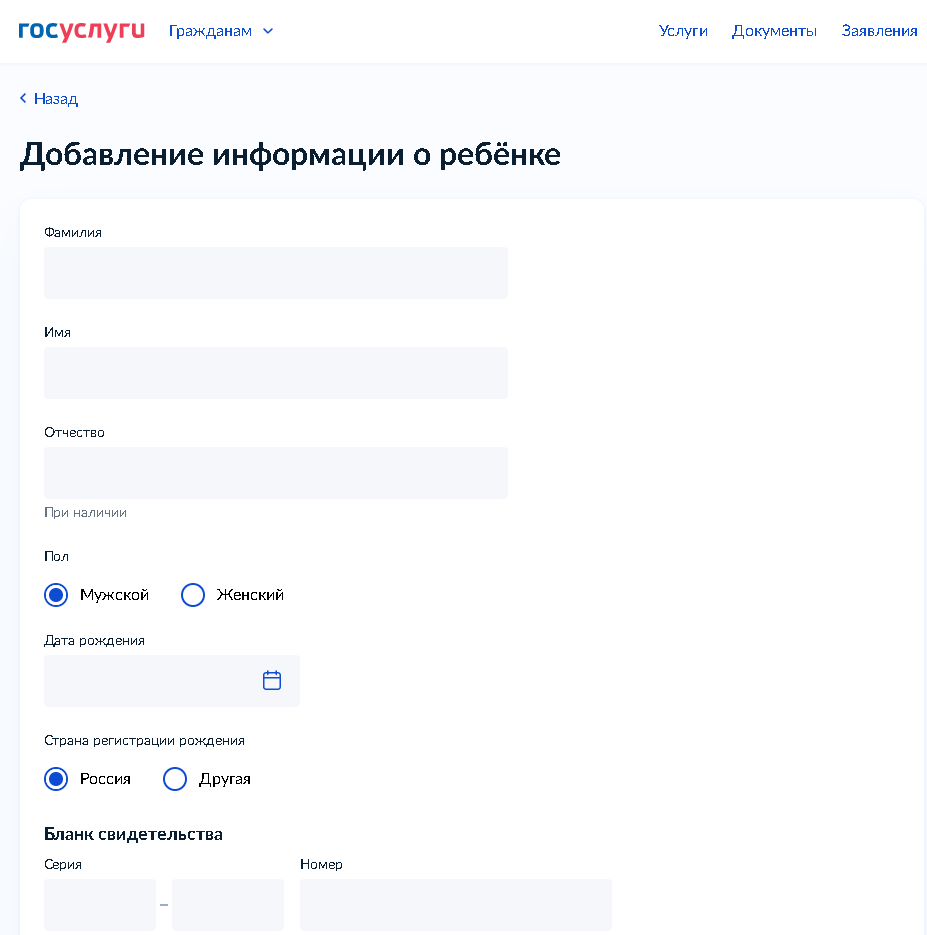 госуслуги Гражданам Услуги Документы Заявления
Назад
Добавление информации о ребёнке
Фамилия
Имя
Отчество
При наличии
Пол
Мужской Женский
Дата рождения
Страна регистрации рождения
Россия Другая
Бланк свидетельства
Серия Номер
–